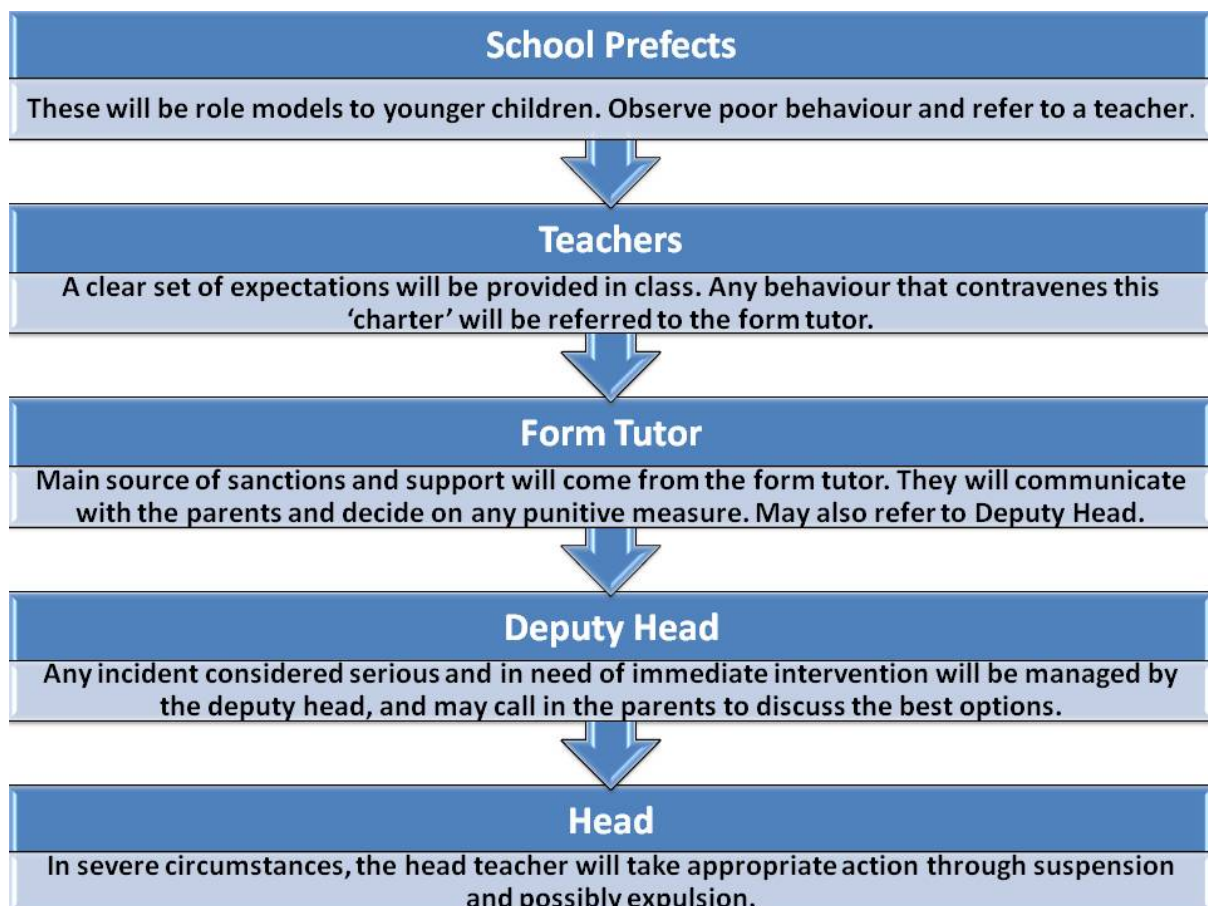 School Prefects
These will be role models to younger children. Observe poor behaviour and refer to a teacher.
Teachers
A clear set of expectations will be provided in class. Any behaviour that contravenes this
‘charter’ will be referred to the form tutor.
Form Tutor
Main source of sanctions and support will come from the form tutor. They will communicate
with the parents and decide on any punitive measure. May also refer to Deputy Head.
Deputy Head
Any incident considered serious and in need of immediate intervention will be managed by
the deputy head, and may call in the parents to discuss the best options.
Head
In severe circumstances, the head teacher will take appropriate action through suspension
and possibly expulsion.